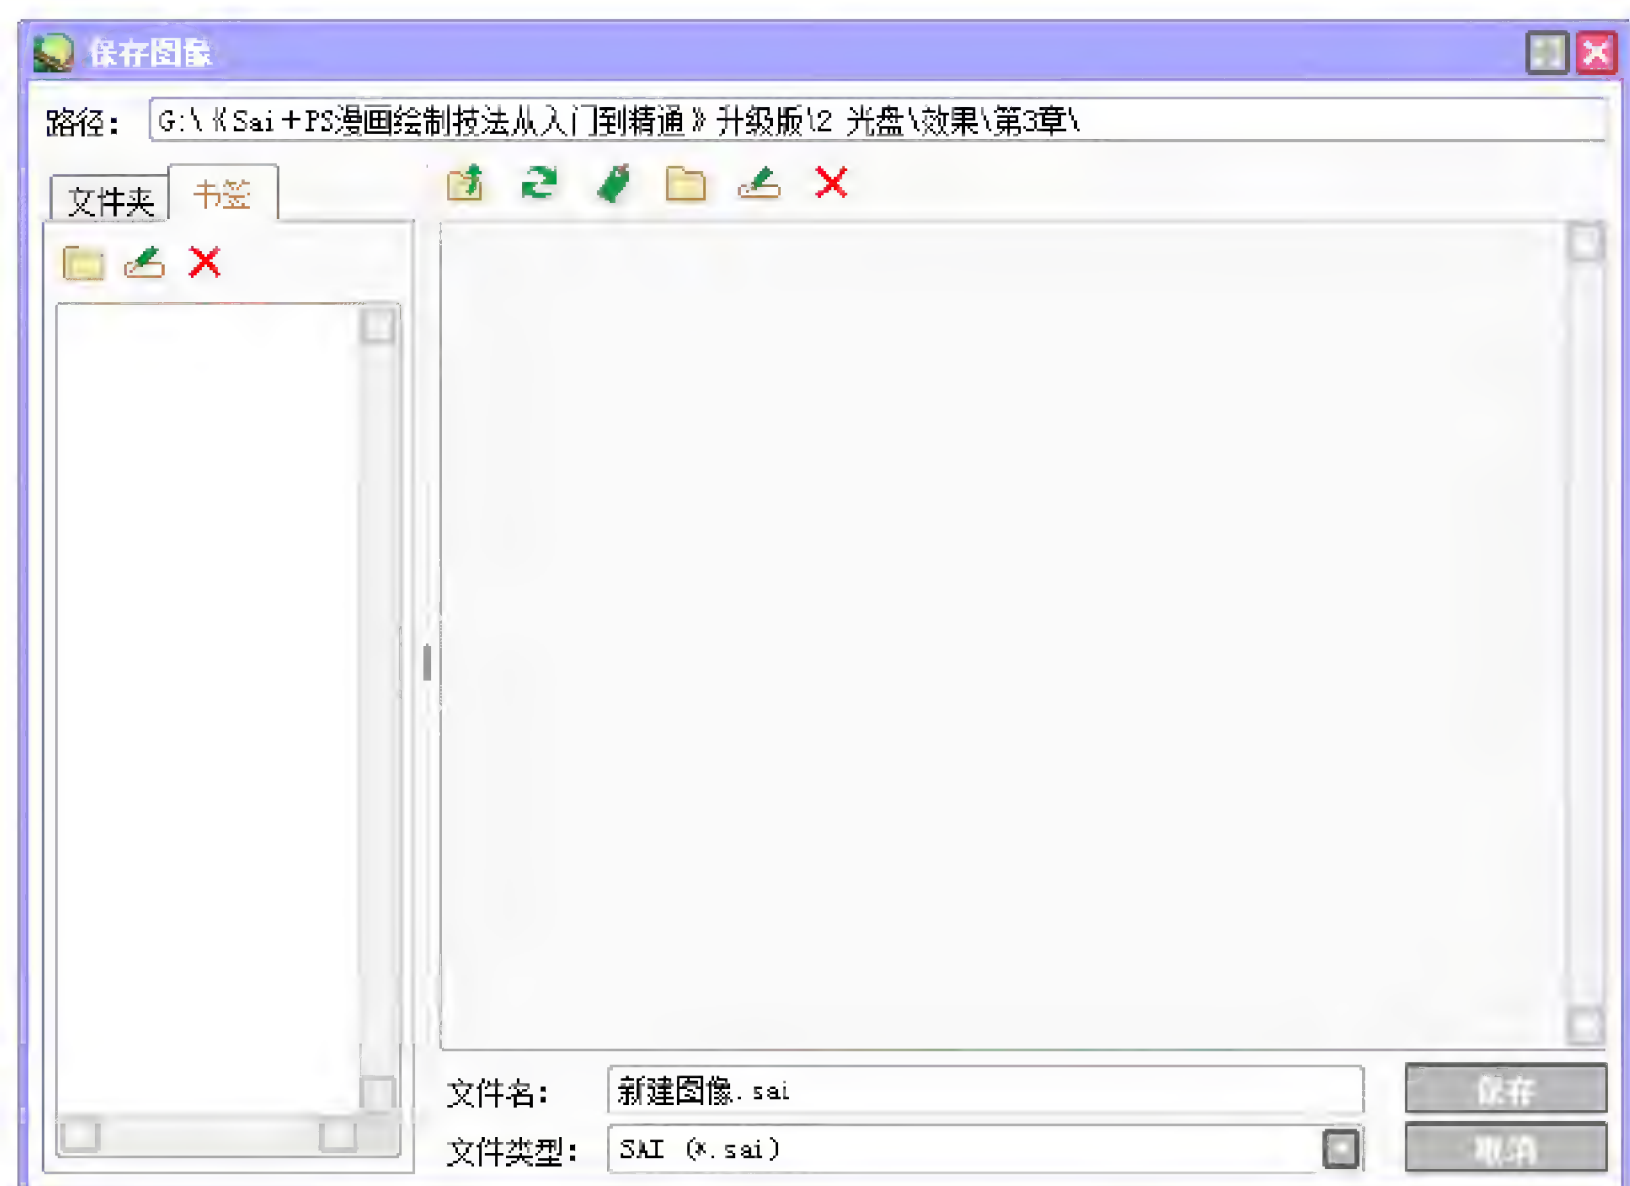 保存图像
路径： G:\《Sai＋PS漫画绘制技法从入门到精通》升级版\2 光盘\效果\第3章\
文件夹 书签
文件名： 新建图像.sai 保存
文件类型： SAI (*.sai) 取消